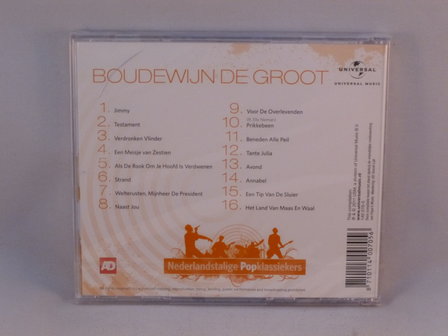 BOUDEWIJN DE GROOT
UNIVERSAL
UNIVERSAL MUSIC
1. Jimmy
2. Testament
3. Verdronken Vlinder
4. Een Meisje van Zestien
5. Als De Rook Om Je Hoofd Is Verdwenen
6. Strand
7. Welterusten, Mijnheer De President
8. Naast Jou
9. Voor De Overlevenden
10. Prikkebeen
11. Beneden Alle Peil
12. Tante Julia
13. Avond
14. Annabel
15. Een Tip Van De Sluier
16. Het Land Van Maas En Waal
AD
Nederlandstalige Popklassiekers